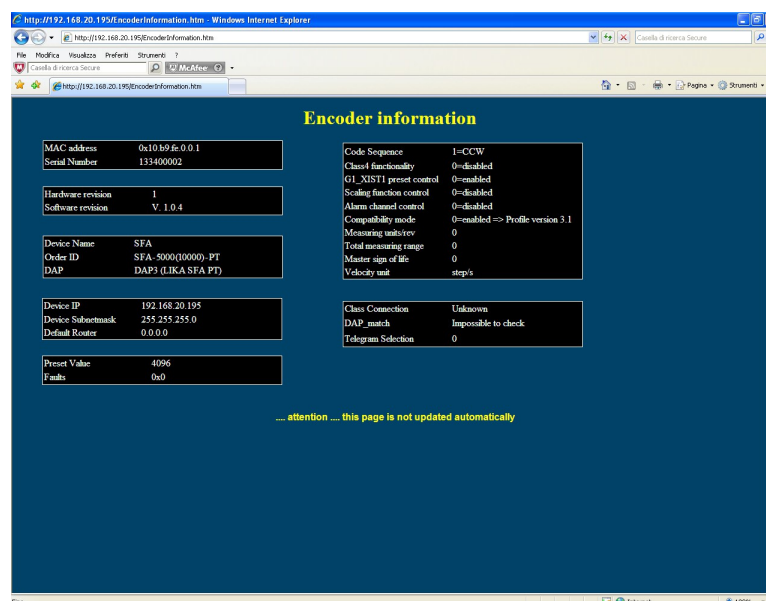 http://192.168.20.195/EncoderInformation.htm - Windows Internet Explorer
http://192.168.20.195/EncoderInformation.htm
Casella di ricerca Secure
File Modifica Visualizza Preferiti Strumenti ?
Casella di ricerca Secure McAfee
http://192.168.20.195/EncoderInformation.htm
Pagina Strumenti
Encoder information
MAC address 0x10.b9.fe.0.0.1
Serial Number 133400002
Hardware revision 1
Software revision V. 1.0.4
Device Name SFA
Order ID SFA-5000(10000)-PT
DAP DAP3 (LIKA SFA PT)
Device IP 192.168.20.195
Device Subnetmask 255.255.255.0
Default Router 0.0.0.0
Preset Value 4096
Faults 0x0
Code Sequence 1=CCW
Class4 functionality 0=disabled
G1_XIST1 preset control 0=enabled
Scaling function control 0=disabled
Alarm channel control 0=disabled
Compatibility mode 0=enabled => Profile version 3.1
Measuring units/rev 0
Total measuring range 0
Master sign of life 0
Velocity unit step/s
Class Connection Unknown
DAP_match Impossible to check
Telegram Selection 0
.... attention .... this page is not updated automatically